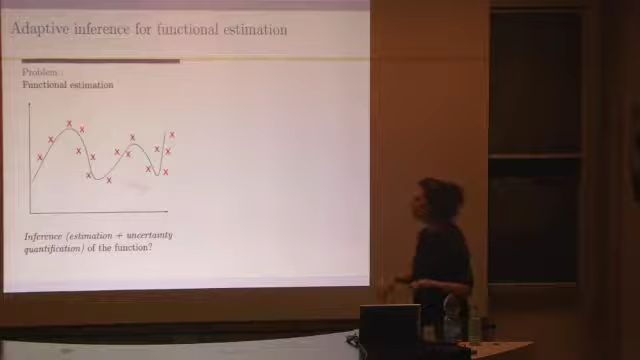 Adaptive inference for functional estimation
Problem :
Functional estimation
Inference (estimation + uncertainty
quantification) of the function?